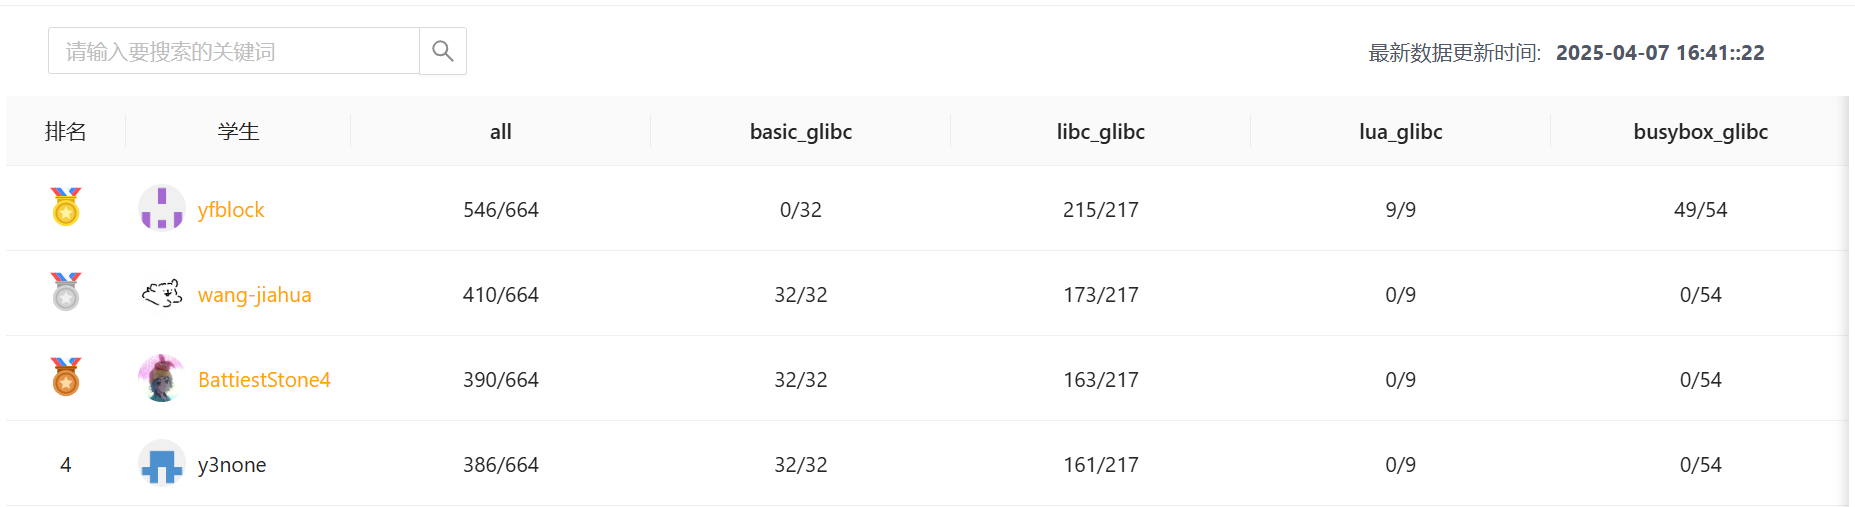 请输入要搜索的关键词
最新数据更新时间: 2025-04-07 16:41::22
排名 学生 all basic_glibc libc_glibc lua_glibc busybox_glibc
yfblock 546/664 0/32 215/217 9/9 49/54
wang-jiahua 410/664 32/32 173/217 0/9 0/54
BattiestStone4 390/664 32/32 163/217 0/9 0/54
4 y3none 386/664 32/32 161/217 0/9 0/54